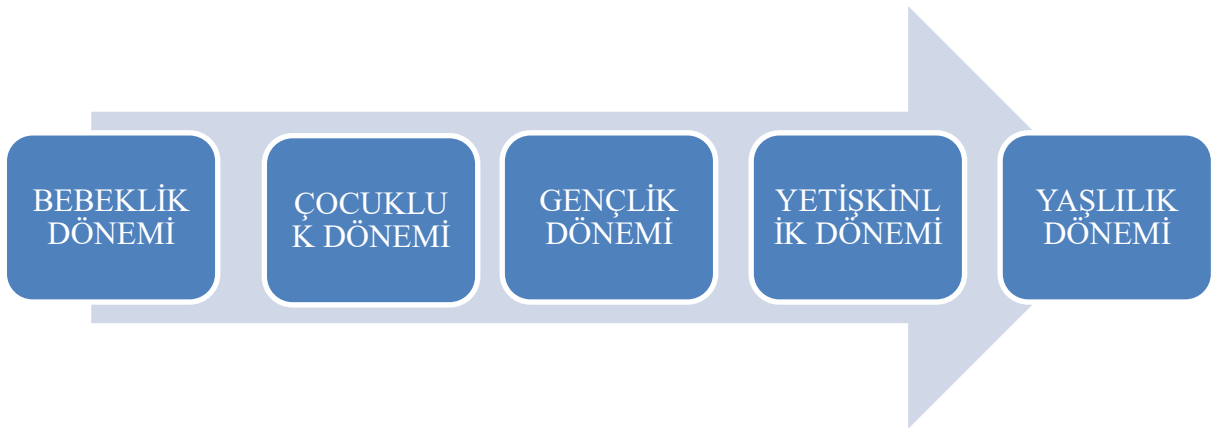 BEBEKLİK
DÖNEMİ
ÇOCUKLU
K DÖNEMİ
GENÇLİK
DÖNEMİ
YETİŞKİNL
İK DÖNEMİ
YAŞLILIK
DÖNEMİ